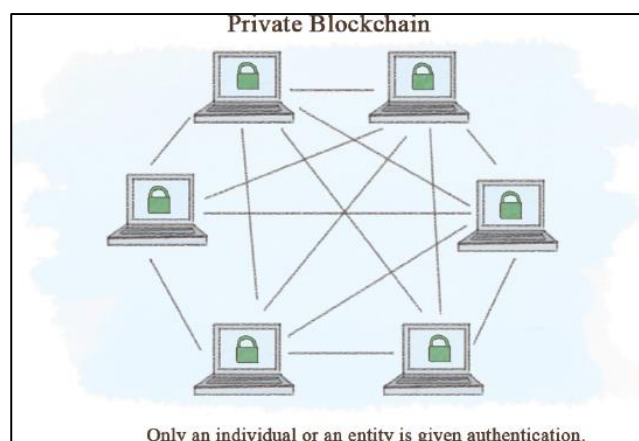 Private Blockchain
Only an individual or an entity is given authentication.